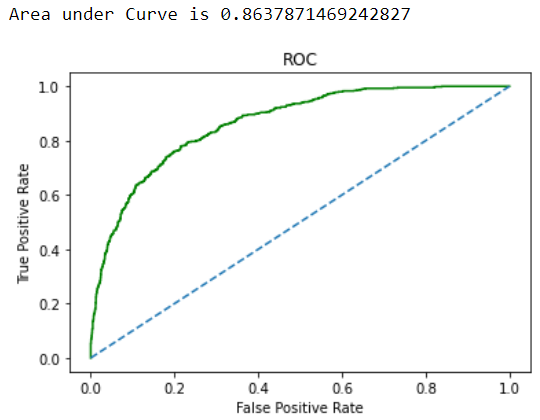 Area under Curve is 0.8637871469242827
ROC
1.0
0.8
0.6
0.4
0.2
0.0
True Positive Rate
0.0 0.2 0.4 0.6 0.8 1.0
False Positive Rate